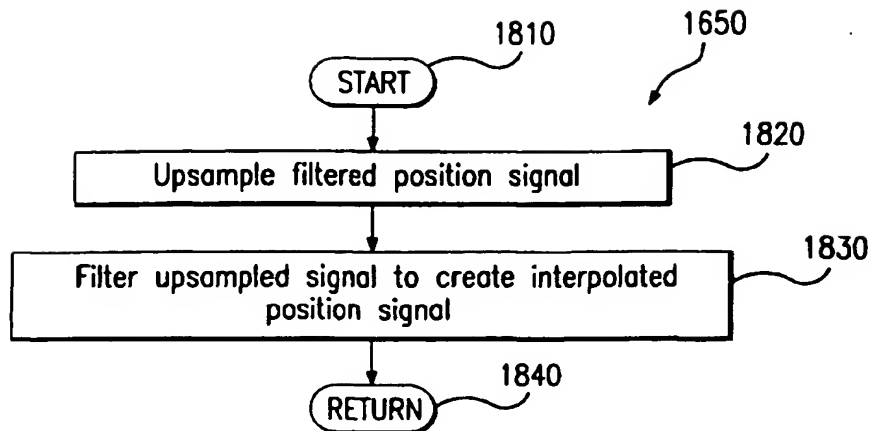 1810
1650
START
1820
Upsample filtered position signal
1830
Filter upsampled signal to create interpolated
position signal
1840
RETURN